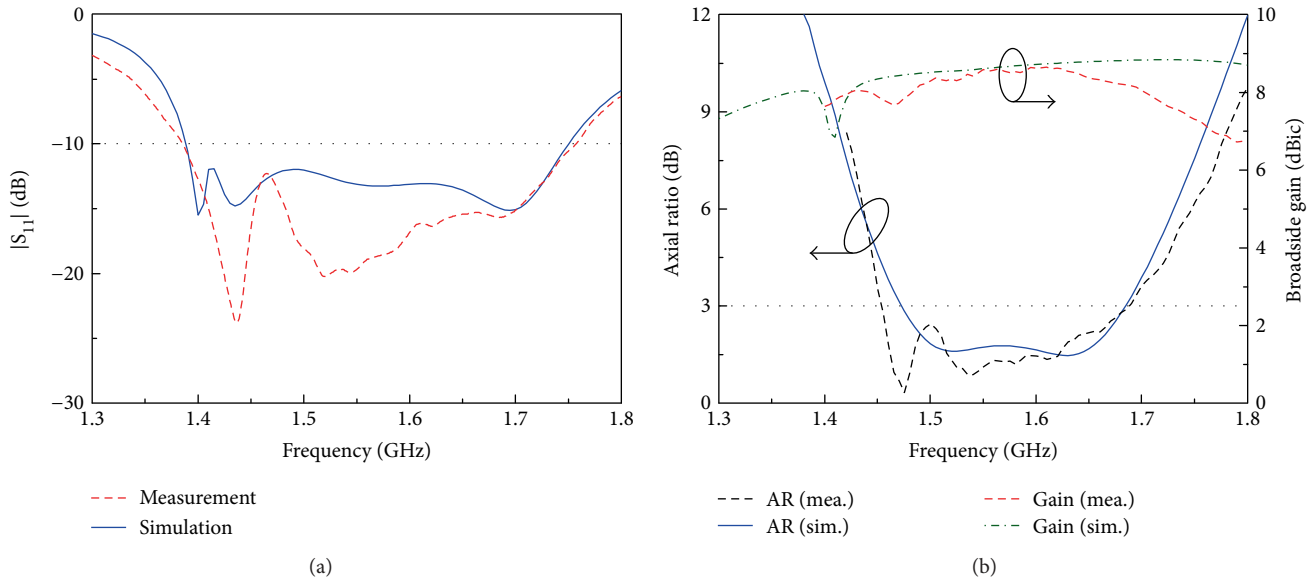 0
−10
−20
−30
|S11| (dB)
1.3 1.4 1.5 1.6 1.7 1.8
Frequency (GHz)
Measurement
Simulation
(a)
12
9
6
3
0
Axial ratio (dB)
10
8
6
4
2
0
Broadside gain (dBic)
1.3 1.4 1.5 1.6 1.7 1.8
Frequency (GHz)
AR (mea.) Gain (mea.)
AR (sim.) Gain (sim.)
(b)